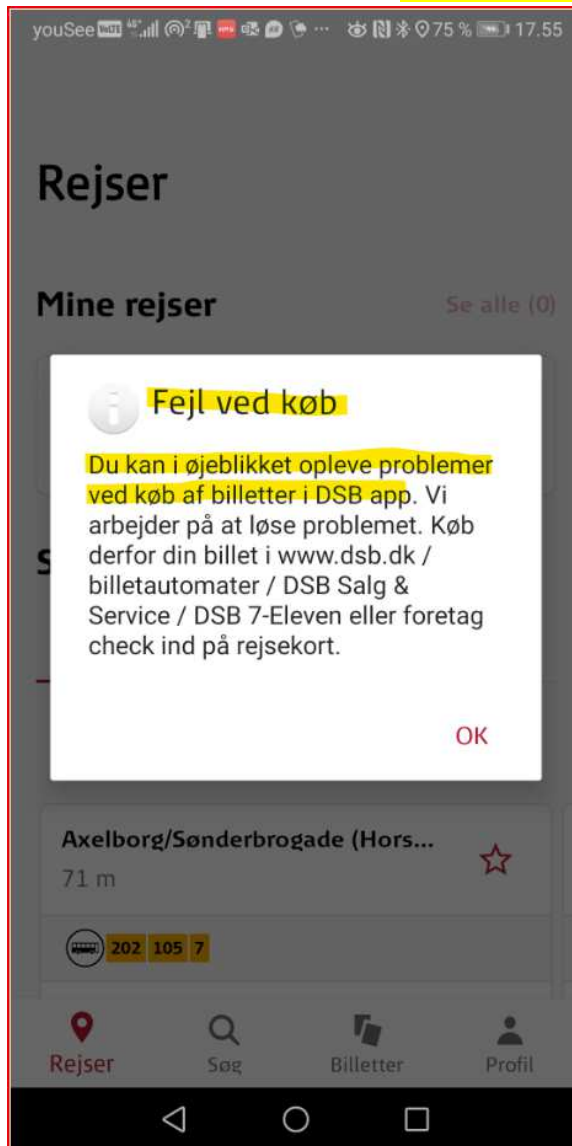 youSee VoLTE 75 % 17.55
Rejser
Mine rejser Se alle (0)
Fejl ved køb
Du kan i øjeblikket opleve problemer
ved køb af billetter i DSB app. Vi
arbejder på at løse problemet. Køb
derfor din billet i www.dsb.dk /
billetautomater / DSB Salg &
Service / DSB 7-Eleven eller foretag
check ind på rejsekort.
OK
Axelborg/Sønderbrogade (Hors...
71 m
202 105 7
Rejser Søg Billetter Profil